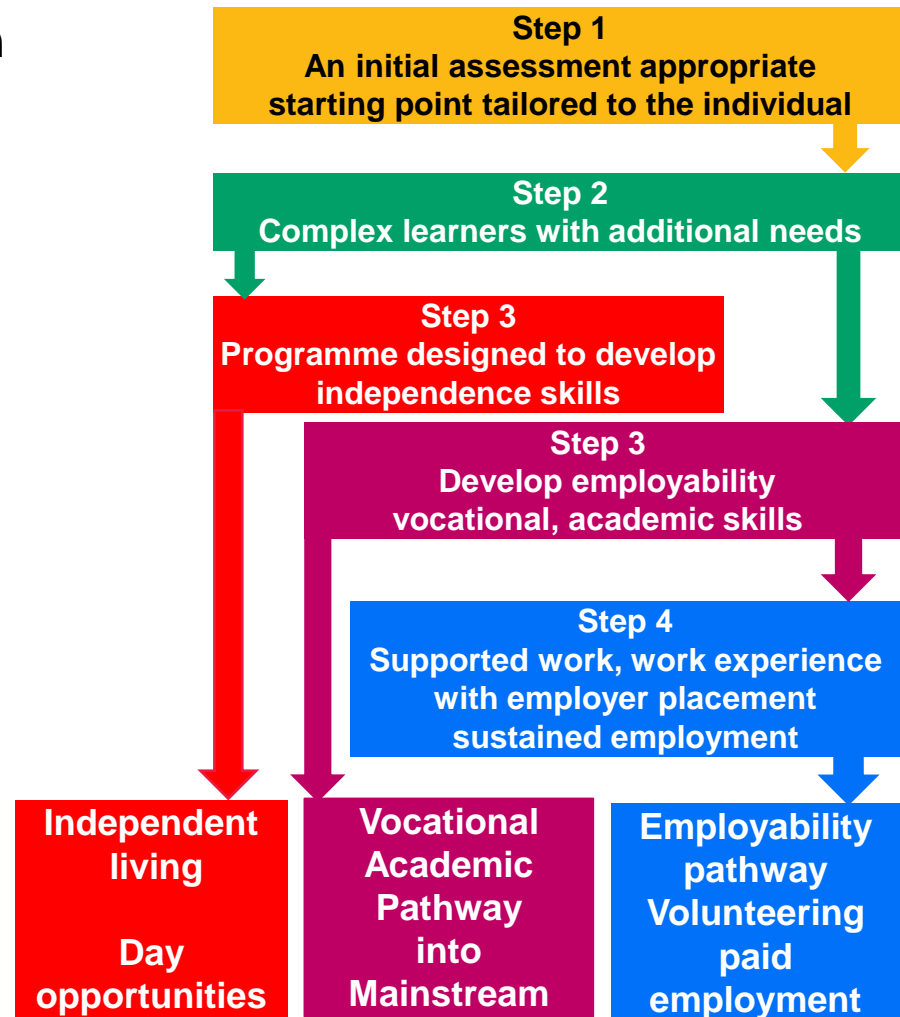 Step 1
An initial assessment appropriate
starting point tailored to the individual
Step 2
Complex learners with additional needs
Step 3
Programme designed to develop
independence skills
Step 3
Develop employability
vocational, academic skills
Step 4
Supported work, work experience
with employer placement
sustained employment
Independent
living
Day
opportunities
Vocational
Academic
Pathway
into
Mainstream
Employability
pathway
Volunteering
paid
employment